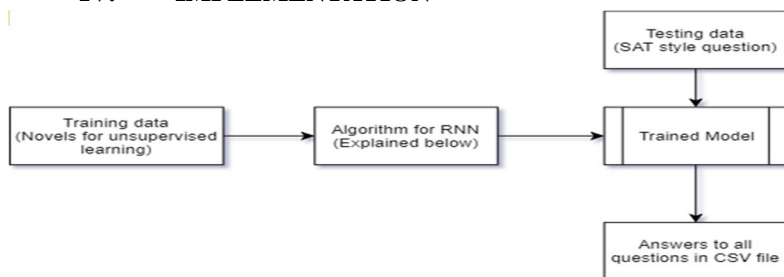 Testing data
(SAT style question)
Training data
(Novels for unsupervised
learning)
Algorithm for RNN
(Explained below)
Trained Model
Answers to all
questions in CSV file